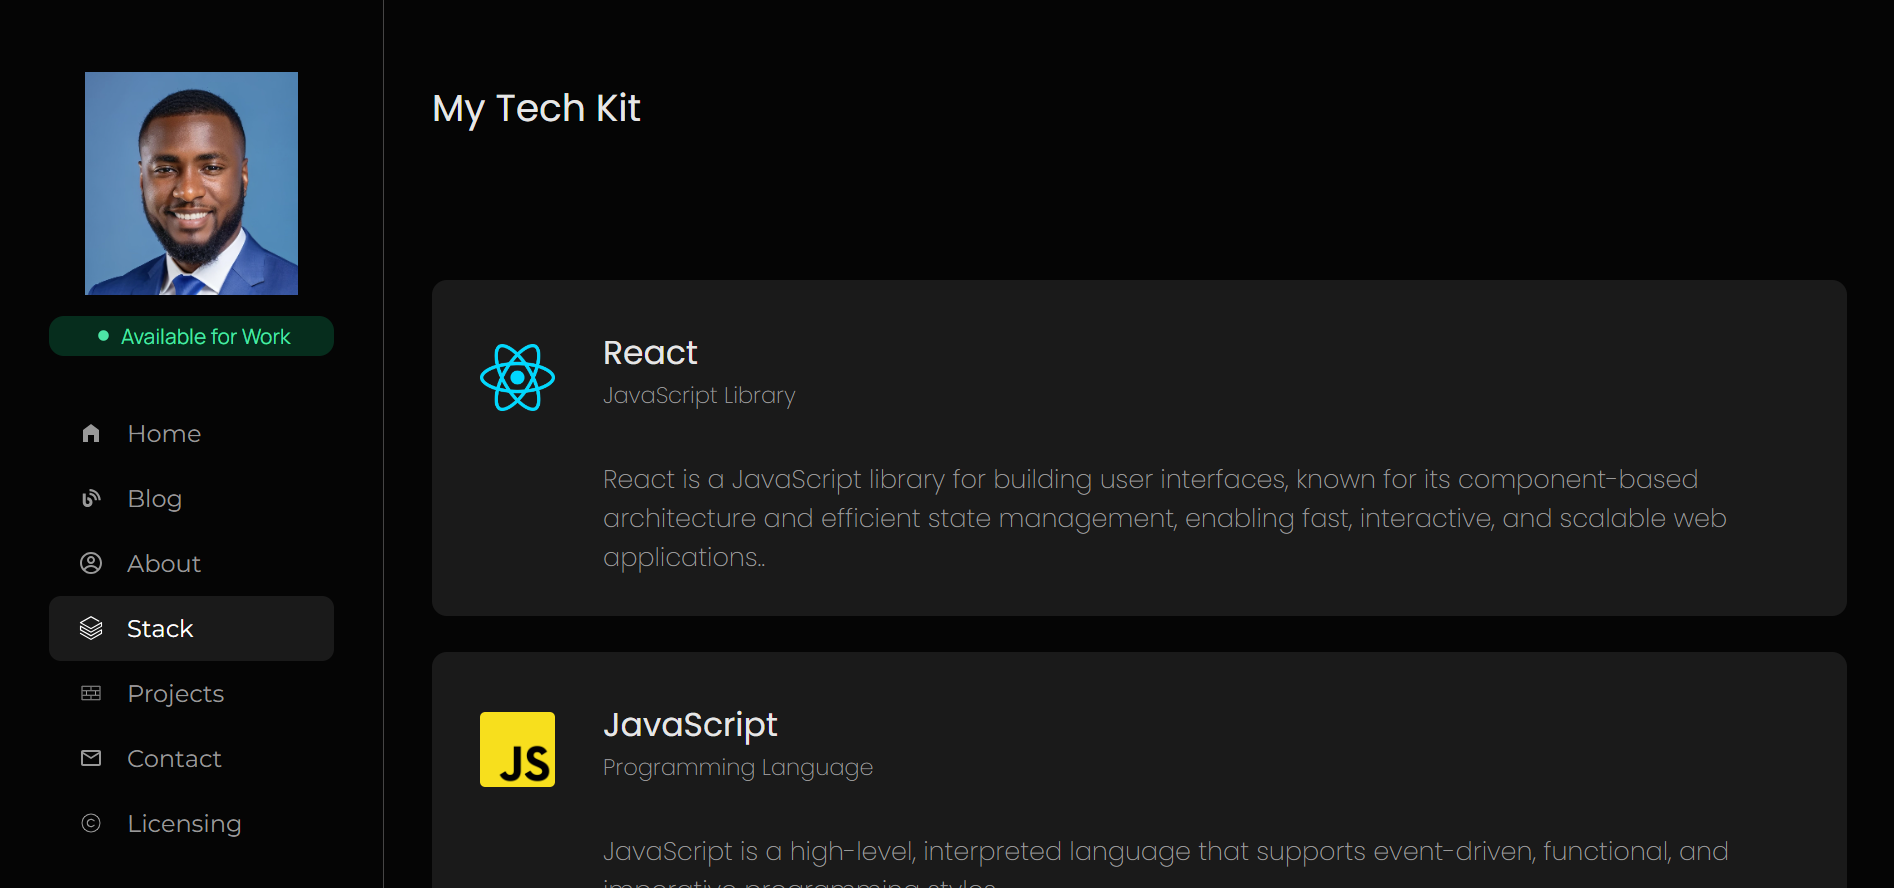 Available for Work
Home
Blog
About
Stack
Projects
Contact
Licensing
My Tech Kit
React
JavaScript Library
React is a JavaScript library for building user interfaces, known for its component-based
architecture and efficient state management, enabling fast, interactive, and scalable web
applications..
JS
JavaScript
Programming Language
JavaScript is a high-level, interpreted language that supports event-driven, functional, and
imperative programming styles